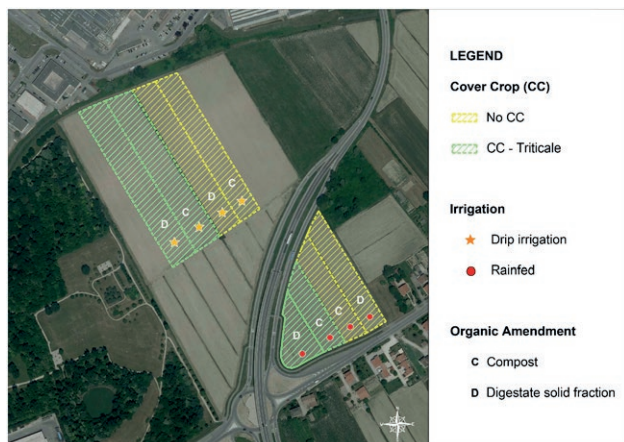 D
C
D
C
D
C
C
D
LEGEND
Cover Crop (CC)
No CC
CC - Triticale
Irrigation
Drip irrigation
Rainfed
Organic Amendment
C Compost
D Digestate solid fraction